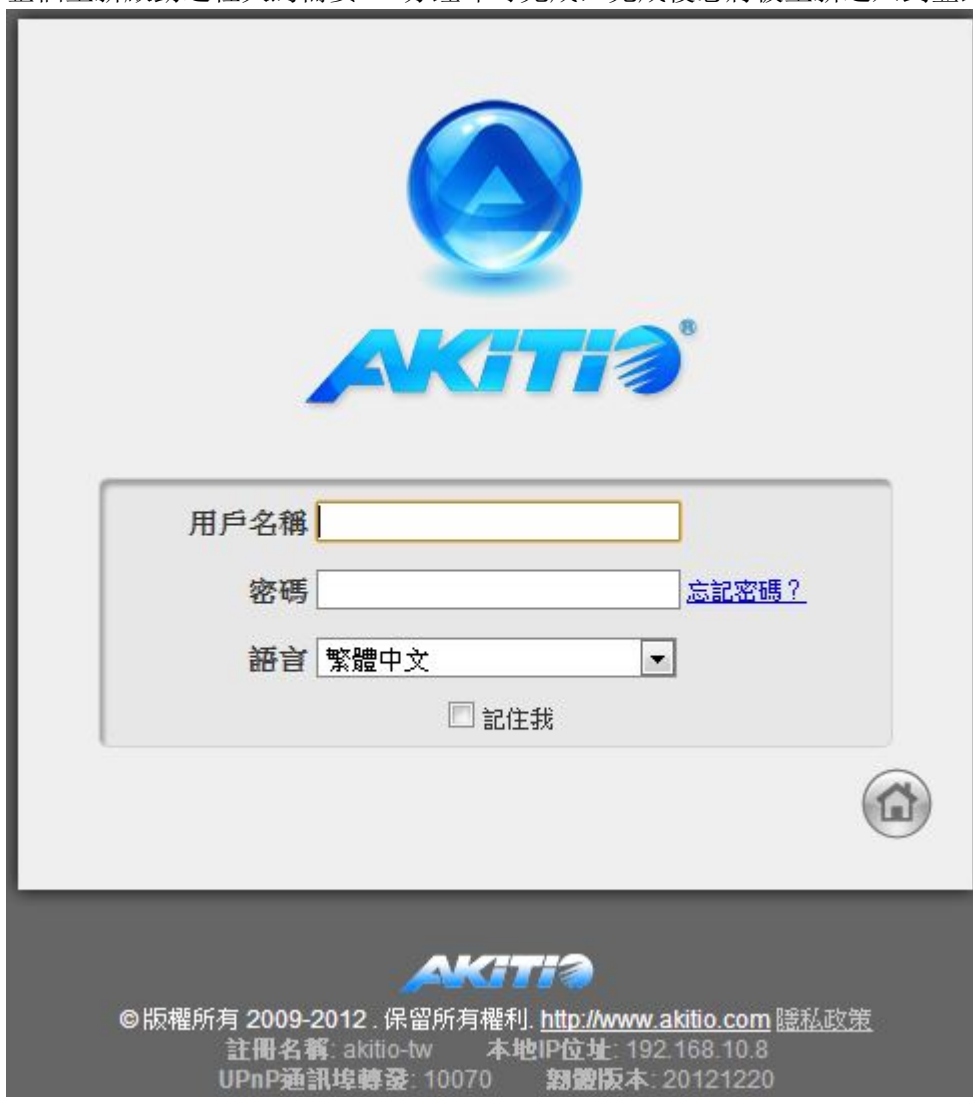 AKiTiO®
用戶名稱
密碼 忘記密碼？
語言 繁體中文
記住我
AKiTiO
©版權所有 2009-2012 . 保留所有權利. http://www.akitio.com 隱私政策
註冊名稱: akitio-tw 本地IP位址: 192.168.10.8
UPnP通訊埠轉發: 10070 韌體版本: 20121220